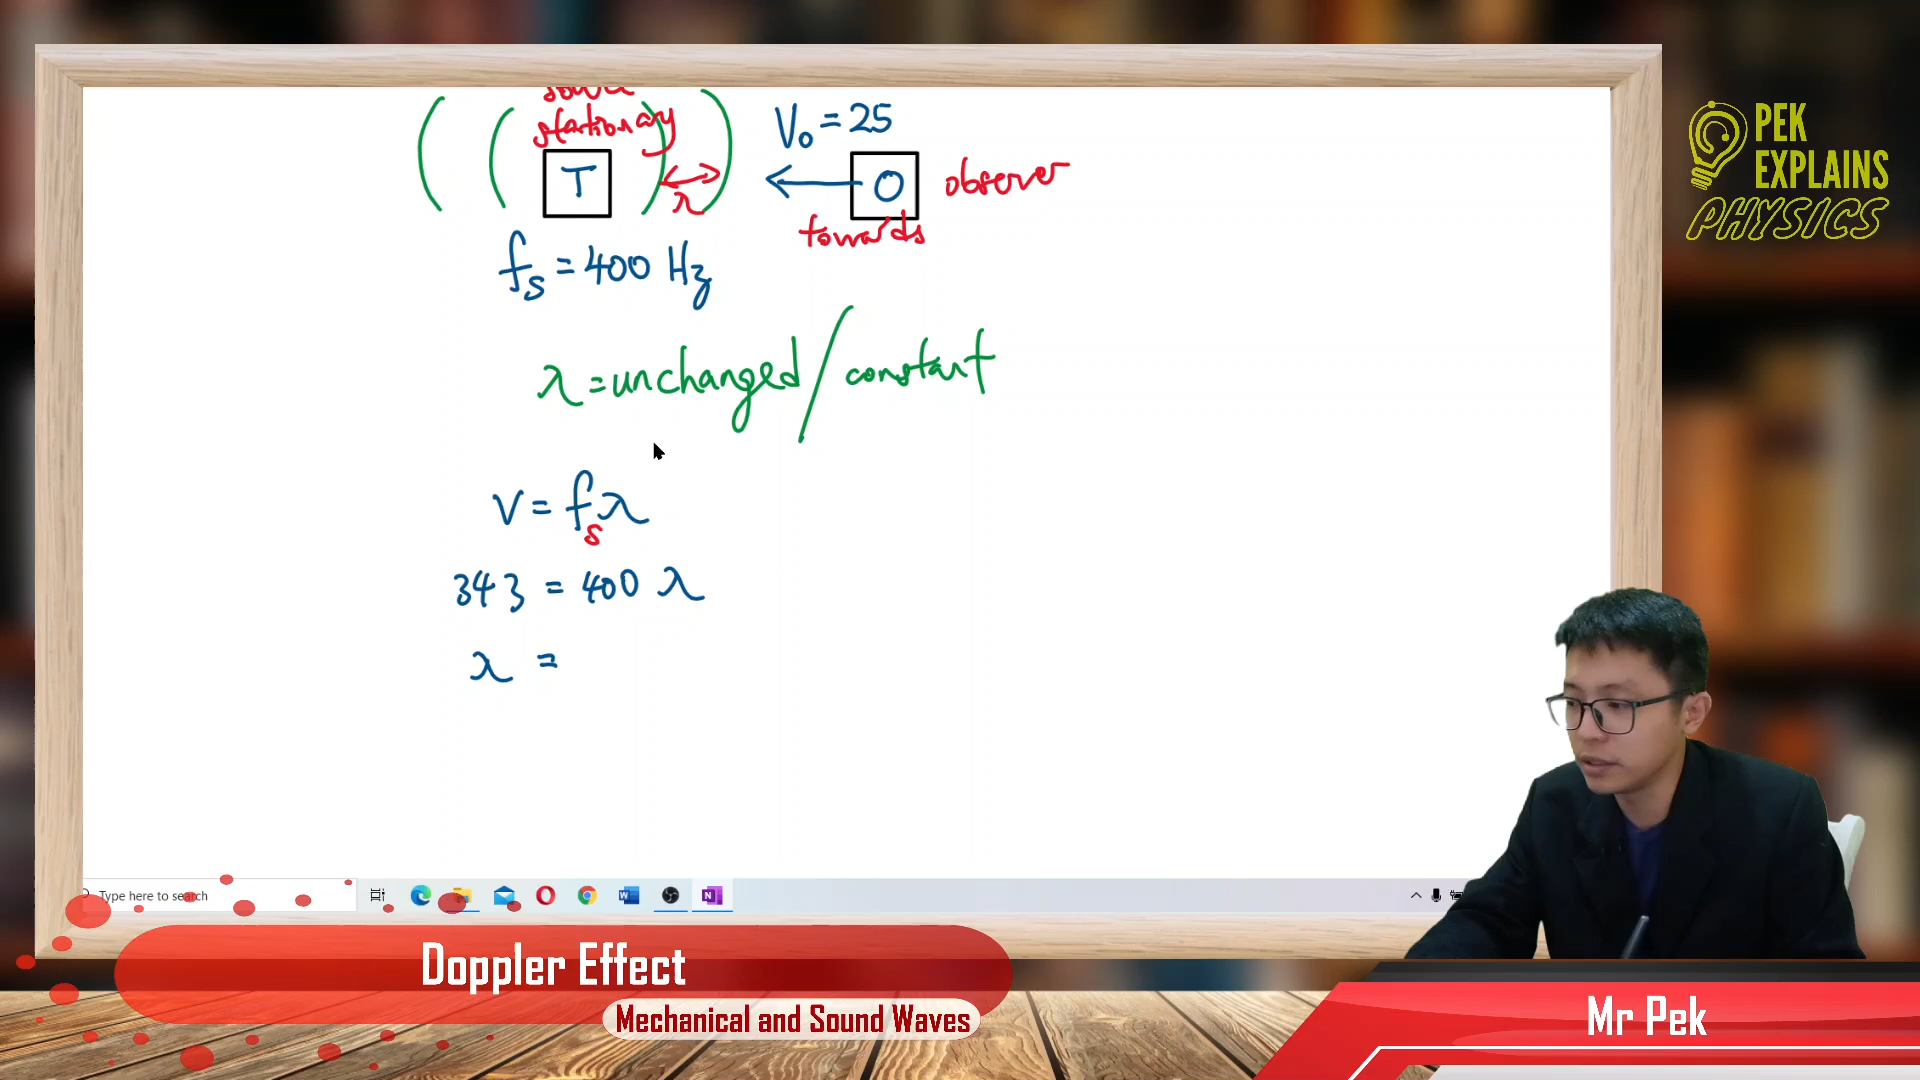 source
stationary
V₀ = 25
T
λ
O
observer
towards
fs = 400 Hz
λ = unchanged / constant
v = fsλ
343 = 400 λ
λ =
PEK
EXPLAINS
PHYSICS
Type here to search
Doppler Effect
Mechanical and Sound Waves
Mr Pek